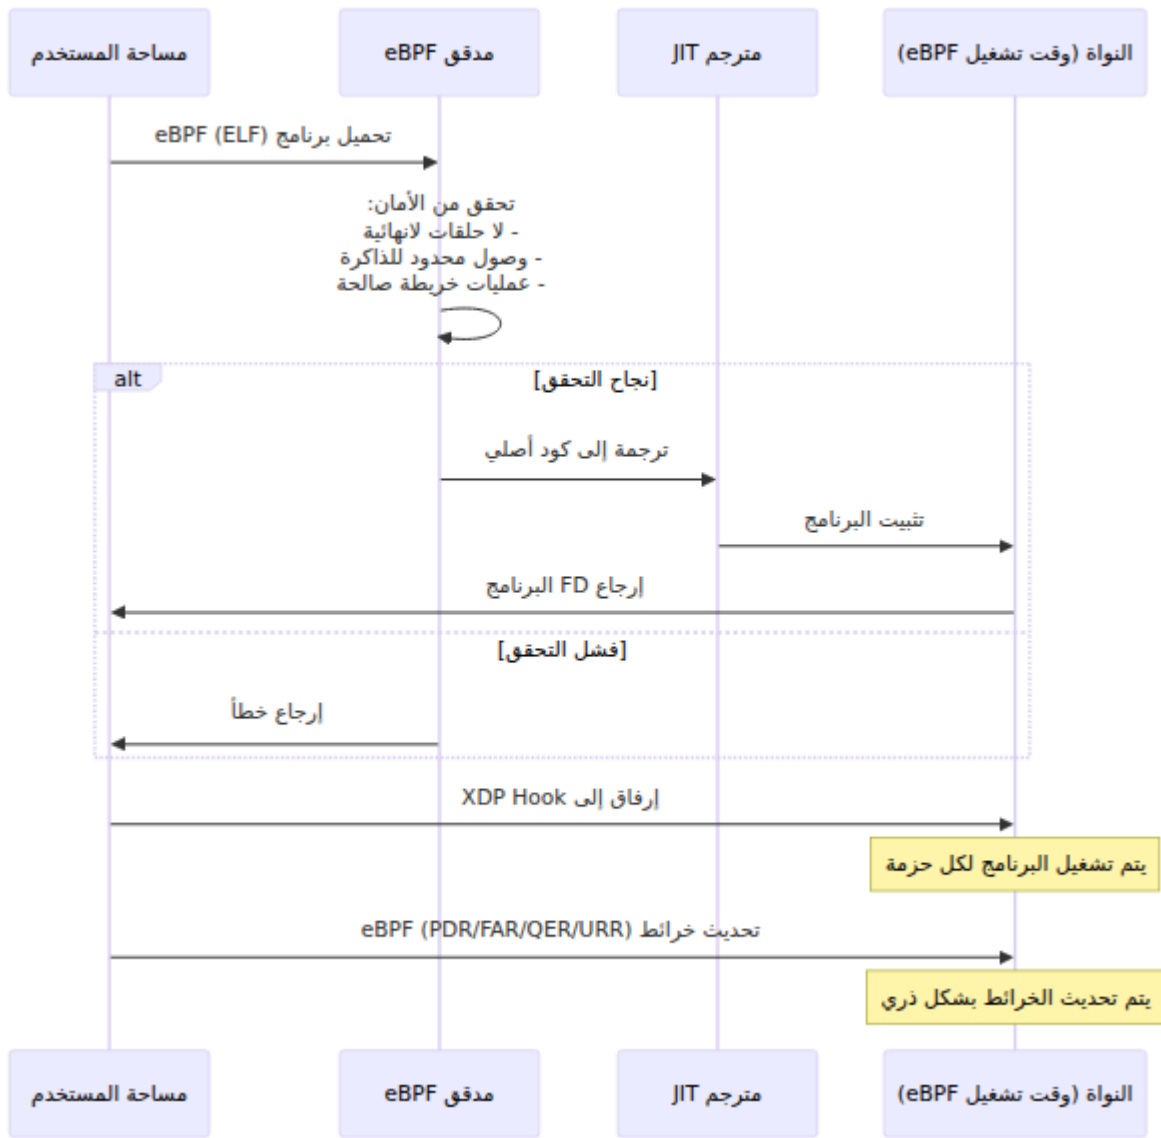 مساحة المستخدم
مدقق eBPF
مترجم JIT
النواة (وقت تشغيل eBPF)
تحميل برنامج eBPF (ELF)
تحقق من الأمان:
- لا حلقات لانهائية
- وصول محدود للذاكرة
- عمليات خريطة صالحة
alt
[نجاح التحقق]
ترجمة إلى كود أصلي
تثبيت البرنامج
إرجاع FD البرنامج
[فشل التحقق]
إرجاع خطأ
إرفاق إلى XDP Hook
يتم تشغيل البرنامج لكل حزمة
تحديث خرائط eBPF (PDR/FAR/QER/URR)
يتم تحديث الخرائط بشكل ذري
مساحة المستخدم
مدقق eBPF
مترجم JIT
النواة (وقت تشغيل eBPF)